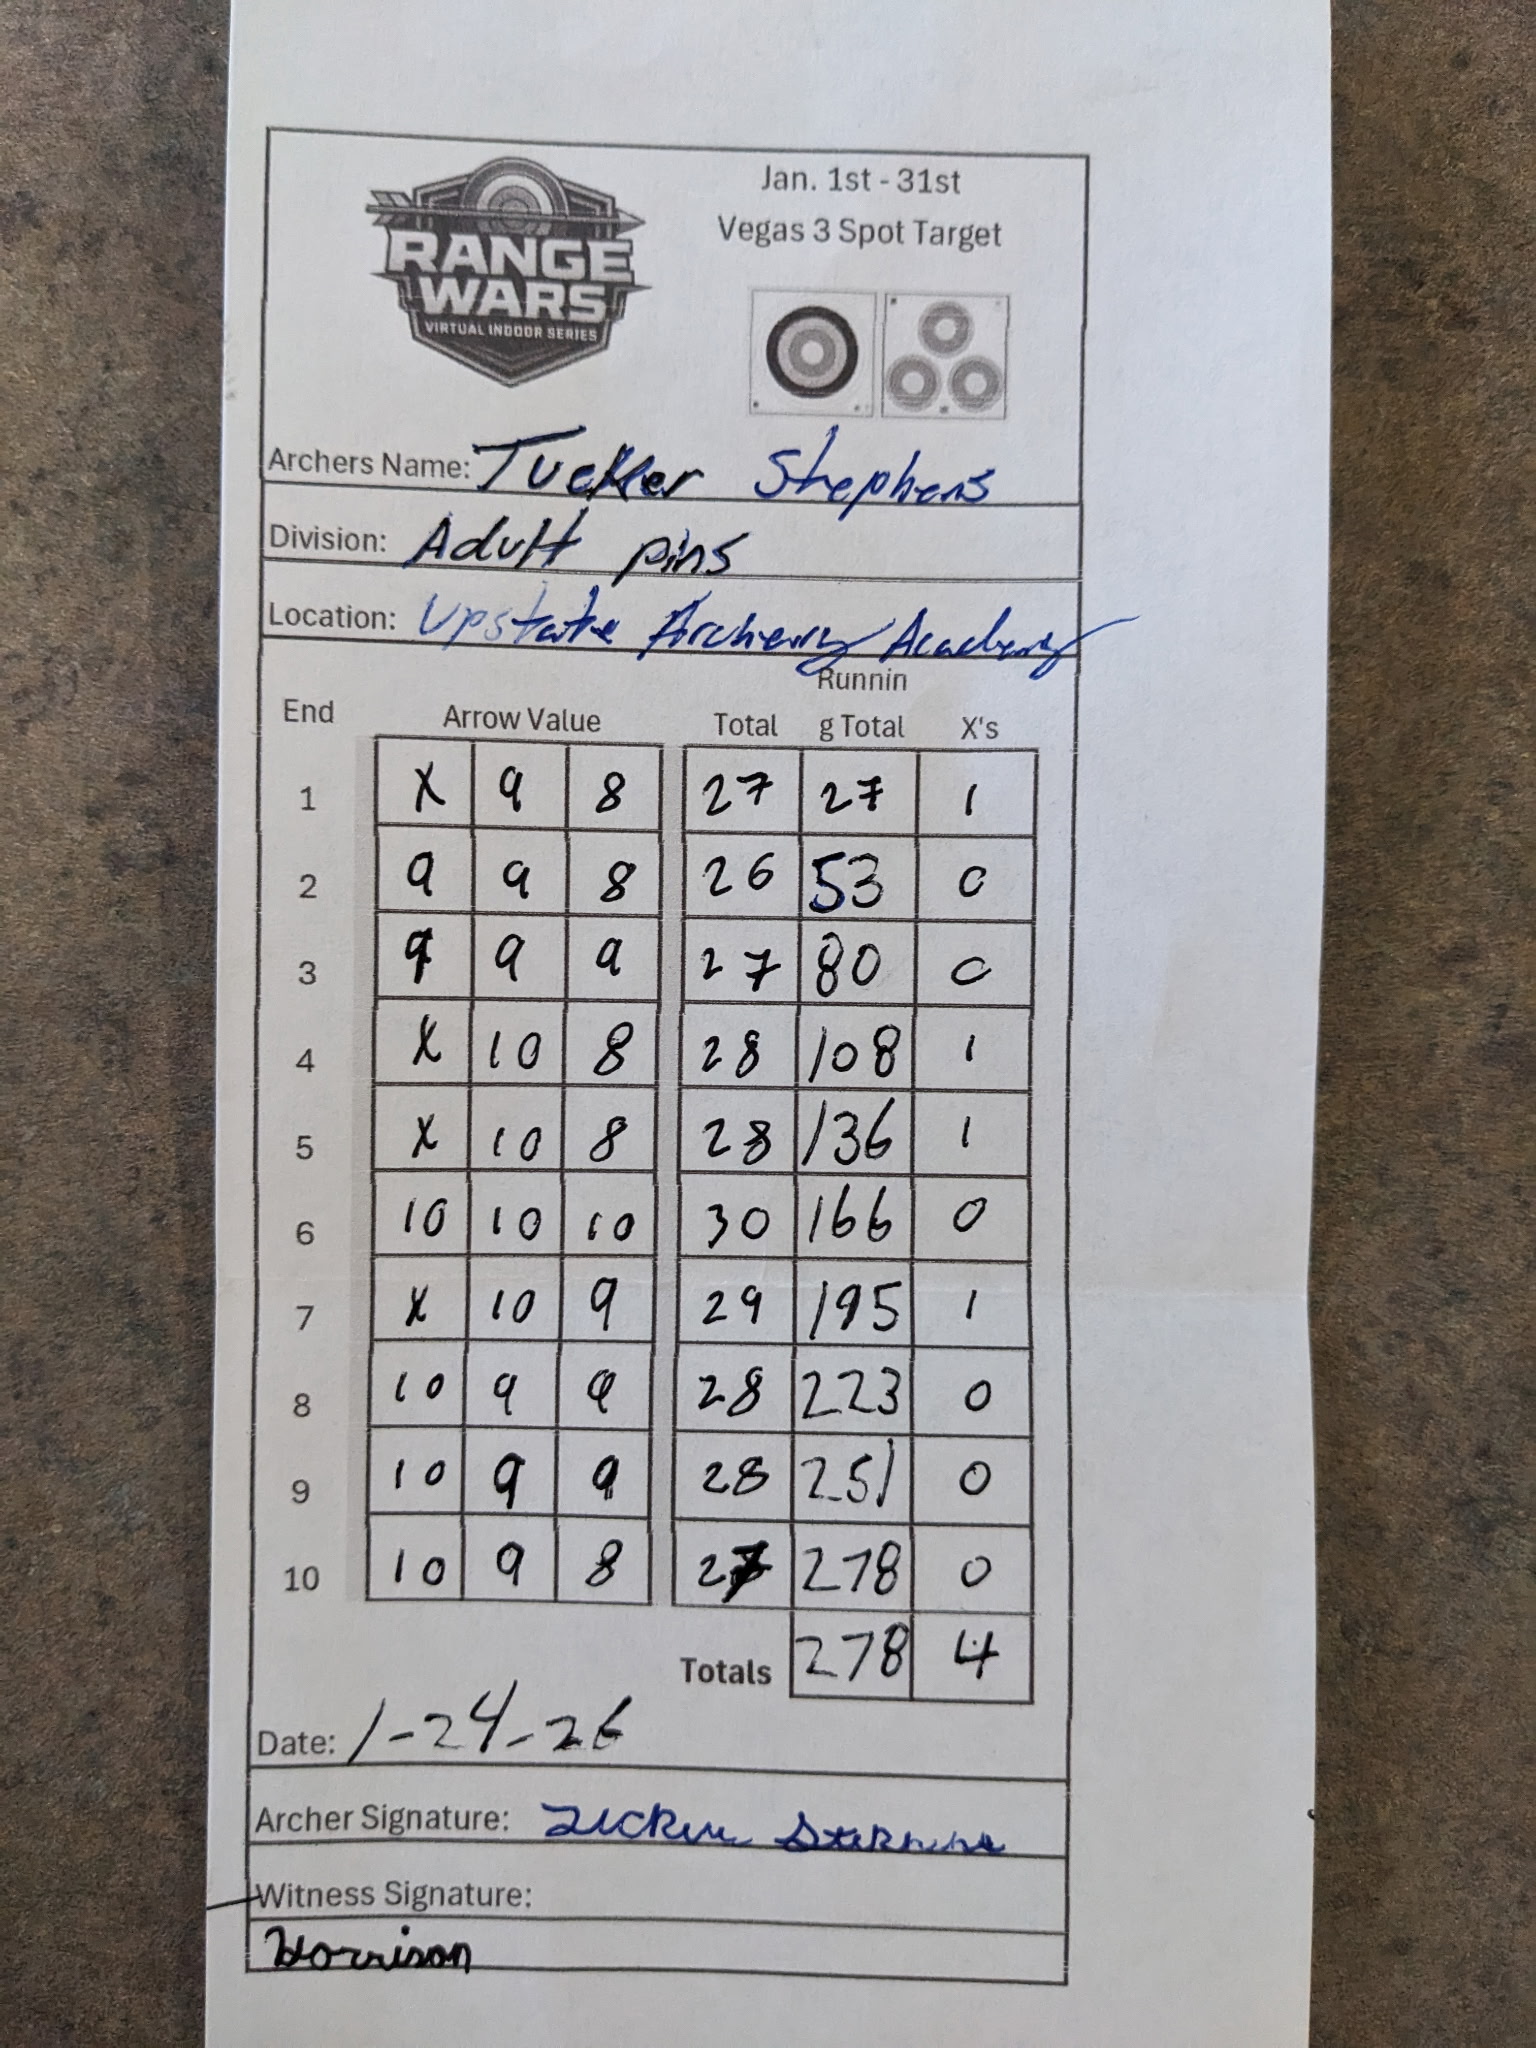 Jan. 1st - 31st
Vegas 3 Spot Target
RANGE
WARS
VIRTUAL INDOOR SERIES
Archers Name: Tucker Stephens
Division: Adult pins
Location: Upstate Archery Academy
Runnin
End Arrow Value Total g Total X's
1 X 9 8 27 27 1
2 9 9 8 26 53 0
3 9 9 9 27 80 0
4 X 10 8 28 108 1
5 X 10 8 28 136 1
6 10 10 10 30 166 0
7 X 10 9 29 195 1
8 10 9 9 28 223 0
9 10 9 9 28 251 0
10 10 9 8 27 278 0
Totals 278 4
Date: 1-24-26
Archer Signature:
Witness Signature:
Horrison